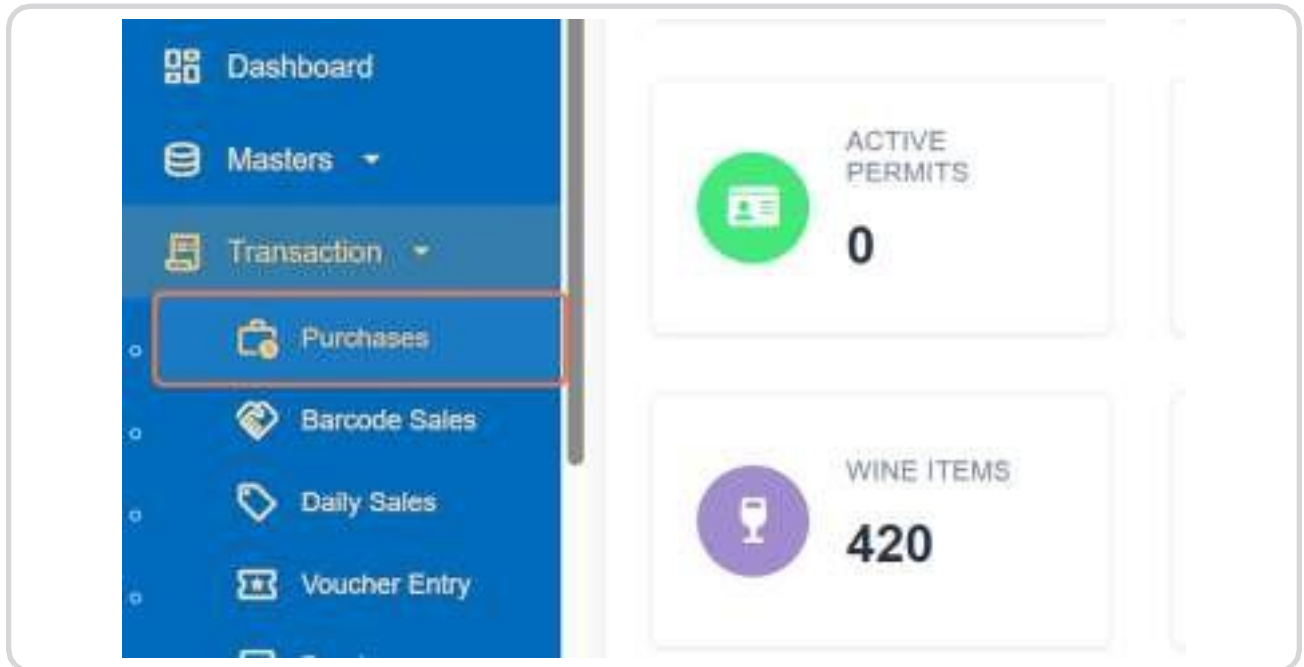 Dashboard
Masters
Transaction
Purchases
Barcode Sales
Daily Sales
Voucher Entry
ACTIVE
PERMITS
0
WINE ITEMS
420